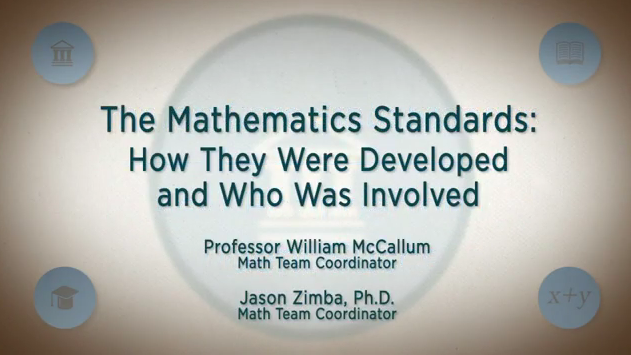 The Mathematics Standards:
How They Were Developed
and Who Was Involved
Professor William McCallum
Math Team Coordinator
Jason Zimba, Ph.D.
Math Team Coordinator
x+y